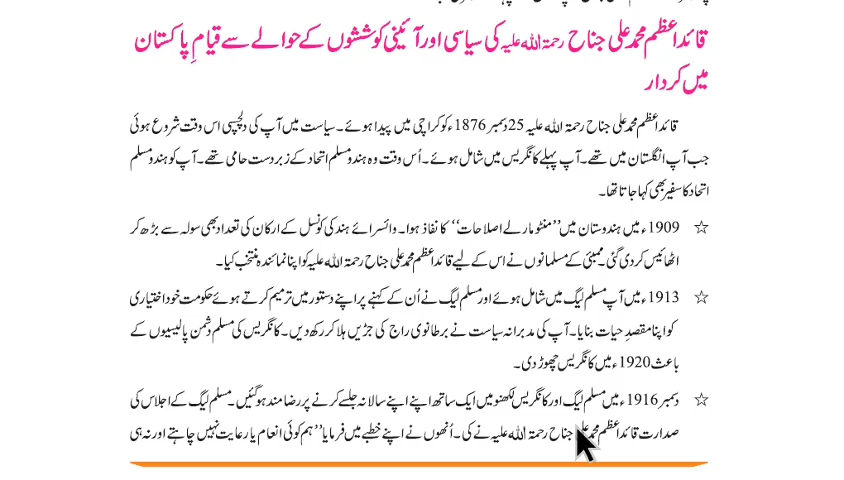 قائداعظم محمد علی جناح رحمۃ اللہ علیہ کی سیاسی اور آئینی کوششوں کے حوالے سے قیامِ پاکستان
میں کردار
قائداعظم محمد علی جناح رحمۃ اللہ علیہ 25 دسمبر 1876ء کو کراچی میں پیدا ہوئے۔ سیاست میں آپ کی دلچسپی اس وقت شروع ہوئی
جب آپ انگلستان میں تھے۔ آپ پہلے کانگریس میں شامل ہوئے۔ اُس وقت وہ ہندو مسلم اتحاد کے زبردست حامی تھے۔ آپ کو ہندو مسلم
اتحاد کا سفیر بھی کہا جاتا تھا۔
☆ 1909ء میں ہندوستان میں ”منٹو مارلے اصلاحات“ کا نفاذ ہوا۔ وائسرائے ہند کی کونسل کے ارکان کی تعداد بھی سولہ سے بڑھ کر
اٹھائیس کر دی گئی۔ ممبئی کے مسلمانوں نے اس کے لیے قائداعظم محمد علی جناح رحمۃ اللہ علیہ کو اپنا نمائندہ منتخب کیا۔
☆ 1913ء میں آپ مسلم لیگ میں شامل ہوئے اور مسلم لیگ نے اُن کے کہنے پر اپنے دستور میں ترمیم کرتے ہوئے حکومت خود اختیاری
کو اپنا مقصدِ حیات بنایا۔ آپ کی مدبرانہ سیاست نے برطانوی راج کی جڑیں ہلا کر رکھ دیں۔ کانگریس کی مسلم دشمن پالیسیوں کے
باعث 1920ء میں کانگریس چھوڑ دی۔
☆ دسمبر 1916ء میں مسلم لیگ اور کانگریس لکھنو میں ایک ساتھ اپنے اپنے سالانہ جلسے کرنے پر رضا مند ہو گئیں۔ مسلم لیگ کے اجلاس کی
صدارت قائداعظم محمد علی جناح رحمۃ اللہ علیہ نے کی۔ اُنھوں نے اپنے خطبے میں فرمایا ”ہم کوئی انعام یا رعایت نہیں چاہتے اور نہ ہی